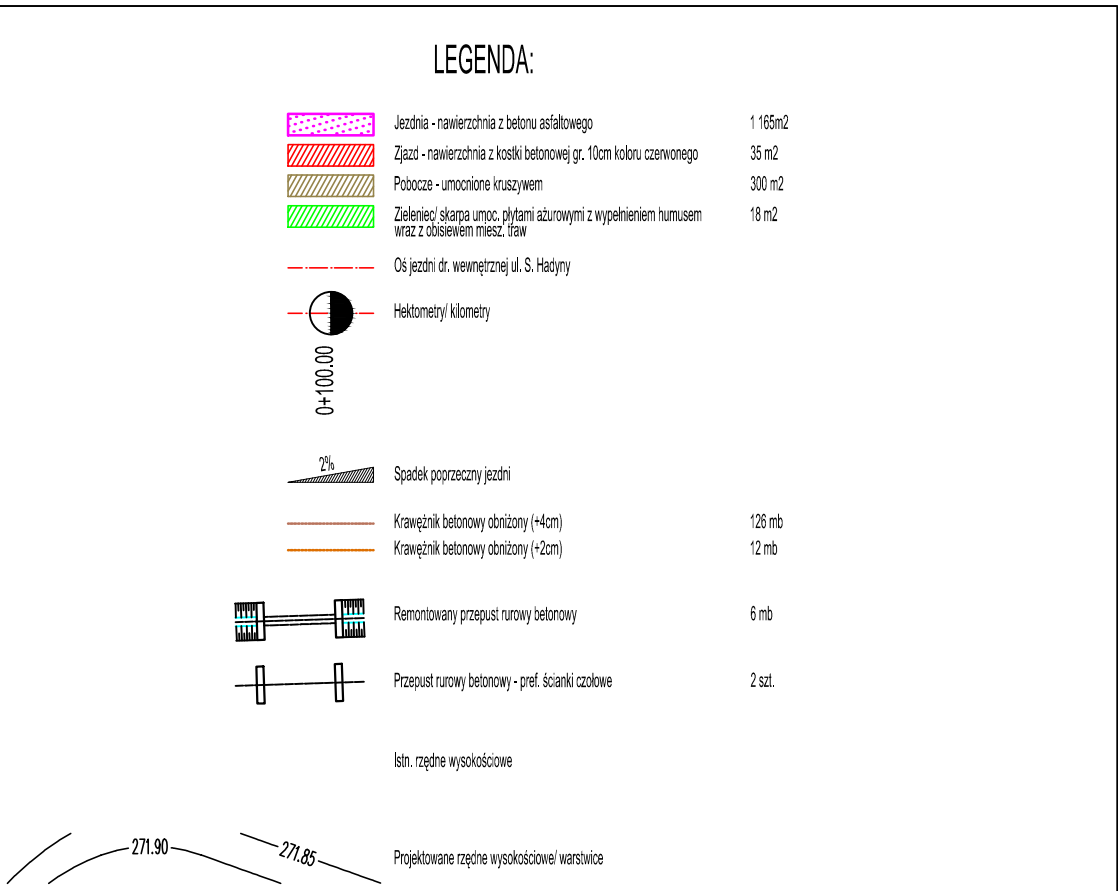 LEGENDA:
Jezdnia - nawierzchnia z betonu asfaltowego 1 165m2
Zjazd - nawierzchnia z kostki betonowej gr. 10cm koloru czerwonego 35 m2
Pobocze - umocnione kruszywem 300 m2
Zieleniec/ skarpa umoc. płytami ażurowymi z wypełnieniem humusem 18 m2
wraz z obisiewem miesz. traw
Oś jezdni dr. wewnętrznej ul. S. Hadyny
Hektometry/ kilometry
0+100.00
2%
Spadek poprzeczny jezdni
Krawężnik betonowy obniżony (+4cm) 126 mb
Krawężnik betonowy obniżony (+2cm) 12 mb
Remontowany przepust rurowy betonowy 6 mb
Przepust rurowy betonowy - pref. ścianki czołowe 2 szt.
Istn. rzędne wysokościowe
271.90 271.85
Projektowane rzędne wysokościowe/ warstwice